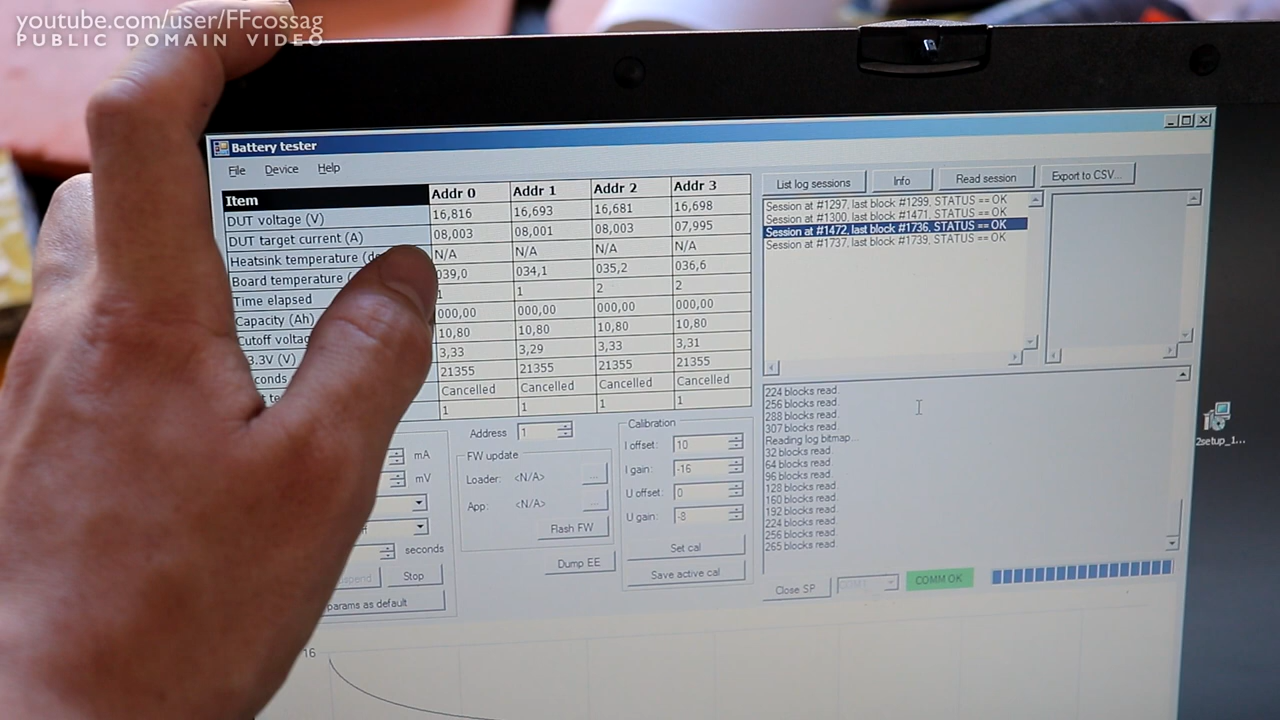 youtube.com/user/FFcossag
PUBLIC DOMAIN VIDEO
Battery tester
File Device Help
Item Addr 0 Addr 1 Addr 2 Addr 3
DUT voltage (V) 16,816 16,693 16,681 16,698
DUT target current (A) 08,003 08,001 08,003 07,995
Heatsink temperature N/A N/A N/A N/A
Board temperature 039,0 034,1 035,2 036,6
Time elapsed 1 1 2 2
Capacity (Ah) 000,00 000,00 000,00 000,00
Cutoff 10,80 10,80 10,80 10,80
3.3V (V) 3,33 3,29 3,33 3,31
21355 21355 21355 21355
Cancelled Cancelled Cancelled Cancelled
1 1 1 1
List log sessions Info Read session Export to CSV...
Session at #1297, last block #1299, STATUS == OK
Session at #1300, last block #1471, STATUS == OK
Session at #1472, last block #1736, STATUS == OK
Session at #1737, last block #1739, STATUS == OK
224 blocks read
256 blocks read
288 blocks read
307 blocks read
Reading log bitmap...
32 blocks read
64 blocks read
96 blocks read
128 blocks read
160 blocks read
192 blocks read
224 blocks read
256 blocks read
265 blocks read
mA
mV
seconds
Stop
params as default
Address 1
FW update
Loader: <N/A> ...
App: <N/A> ...
Flash FW
Dump EE
Calibration
I offset: 10
I gain: -16
U offset: 0
U gain: -8
Set cal
Save active cal
Close SP COMM OK
16
2setup_1...